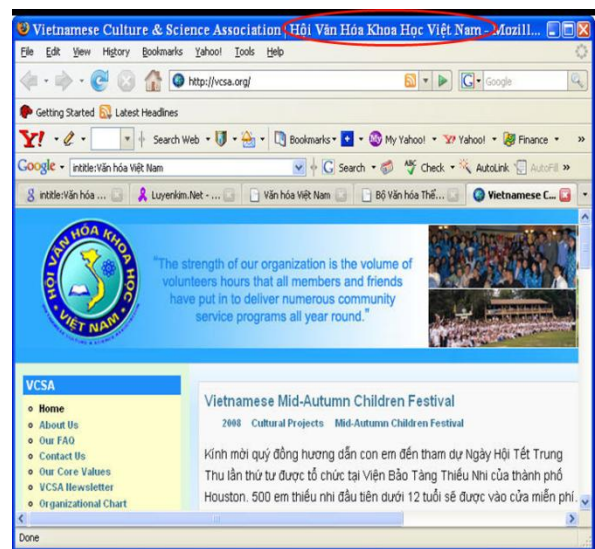 Vietnamese Culture & Science Association | Hội Văn Hóa Khoa Học Việt Nam - Mozill...
File Edit View History Bookmarks Yahoo! Tools Help
http://vcsa.org/ Google
Getting Started Latest Headlines
Y! Search Web Bookmarks My Yahoo! Yahoo! Finance »
Google intitle:Văn hóa Việt Nam Search Check AutoLink AutoFill »
intitle:Văn hóa ... Luyenkim.Net - ... Văn hóa Việt Nam Bộ Văn hóa Thể... Vietnamese C...
HỘI VĂN HÓA KHOA HỌC
VIỆT NAM
VIETNAMESE CULTURE & SCIENCE ASSOCIATION
"The strength of our organization is the volume of
volunteers hours that all members and friends
have put in to deliver numerous community
service programs all year round."
VCSA
Home
About Us
Our FAQ
Contact Us
Our Core Values
VCSA Newsletter
Organizational Chart
Vietnamese Mid-Autumn Children Festival
2008 Cultural Projects Mid-Autumn Children Festival
Kính mời quý đồng hương dẫn con em đến tham dự Ngày Hội Tết Trung
Thu lần thứ tư được tổ chức tại Viện Bảo Tàng Thiếu Nhi của thành phố
Houston. 500 em thiếu nhi đầu tiên dưới 12 tuổi sẽ được vào cửa miễn phí.
Done